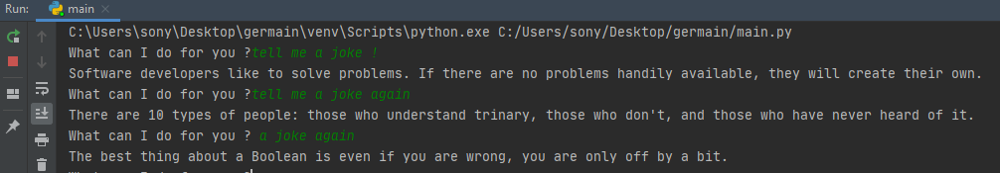 Run: main
C:\Users\sony\Desktop\germain\venv\Scripts\python.exe C:/Users/sony/Desktop/germain/main.py
What can I do for you ?tell me a joke !
Software developers like to solve problems. If there are no problems handily available, they will create their own.
What can I do for you ?tell me a joke again
There are 10 types of people: those who understand trinary, those who don't, and those who have never heard of it.
What can I do for you ? a joke again
The best thing about a Boolean is even if you are wrong, you are only off by a bit.